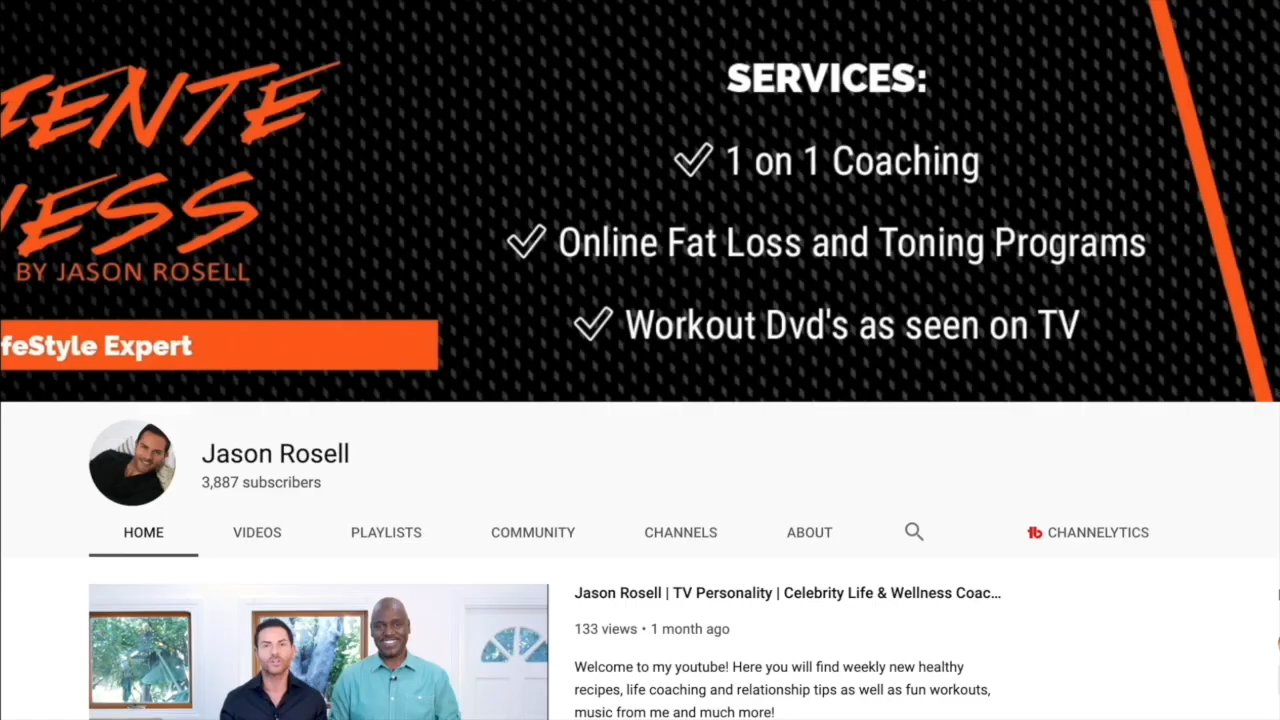 IENTE
NESS
BY JASON ROSELL
feStyle Expert
SERVICES:
1 on 1 Coaching
Online Fat Loss and Toning Programs
Workout Dvd's as seen on TV
Jason Rosell
3,887 subscribers
HOME VIDEOS PLAYLISTS COMMUNITY CHANNELS ABOUT tb CHANNELYTICS
Jason Rosell | TV Personality | Celebrity Life & Wellness Coac...
133 views • 1 month ago
Welcome to my youtube! Here you will find weekly new healthy
recipes, life coaching and relationship tips as well as fun workouts,
music from me and much more!